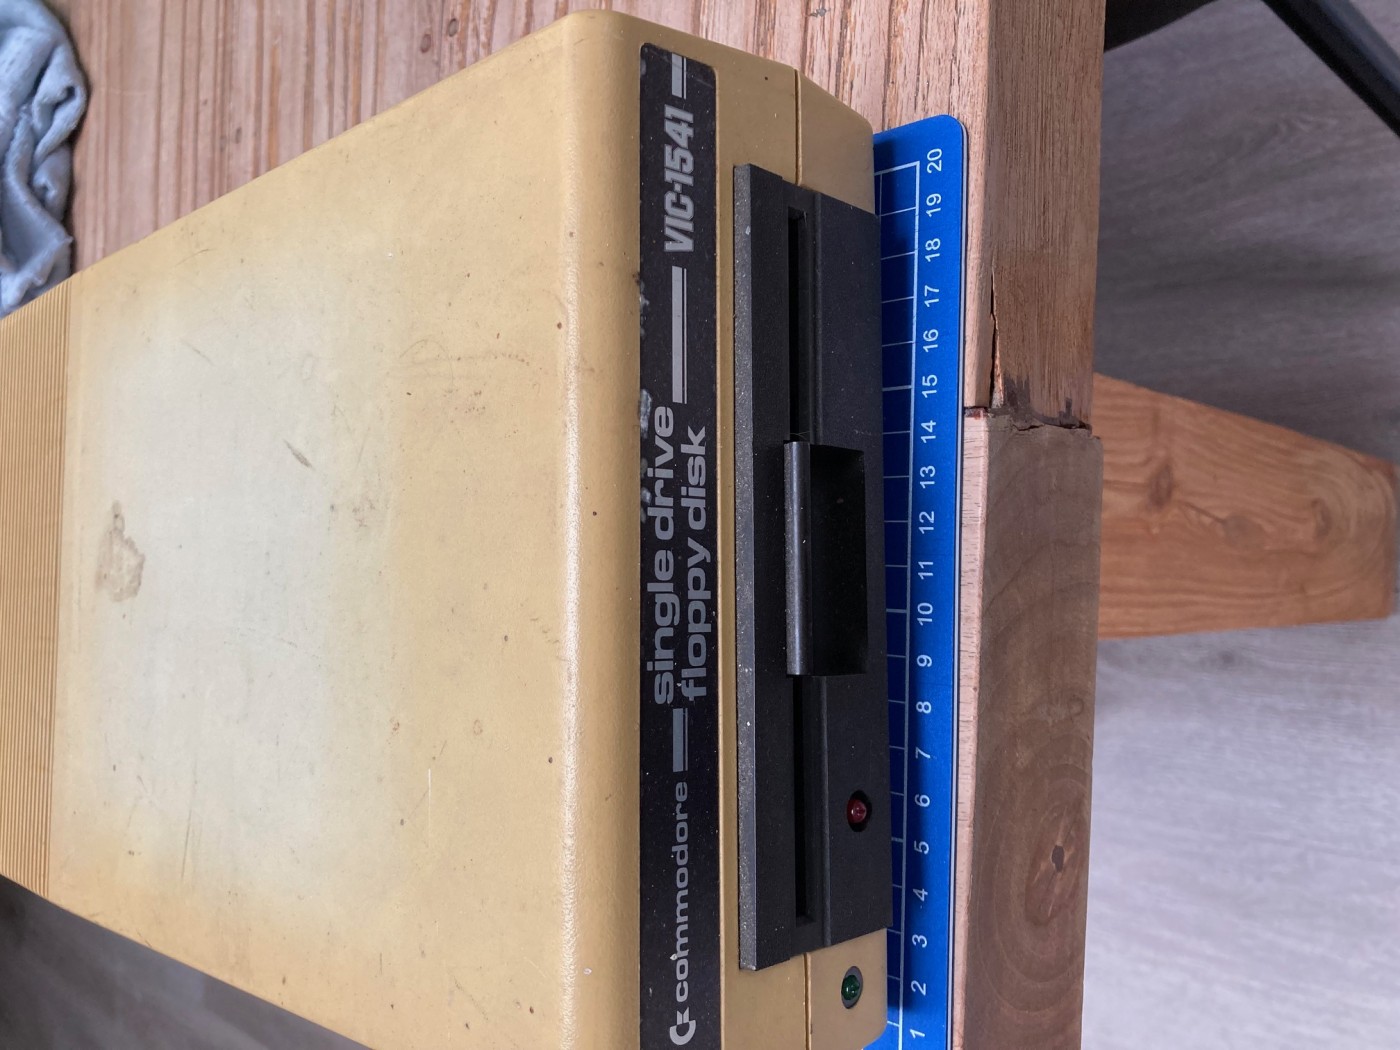 commodore
single drive
floppy disk
VIC-1541
1 2 3 4 5 6 7 8 9 10 11 12 13 14 15 16 17 18 19 20